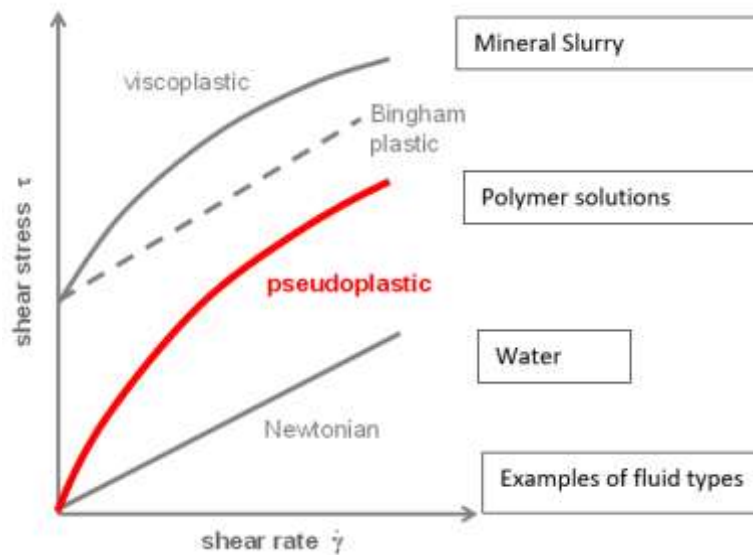 Mineral Slurry
viscoplastic
Bingham
plastic
Polymer solutions
shear stress τ
pseudoplastic
Water
Newtonian
Examples of fluid types
shear rate γ̇